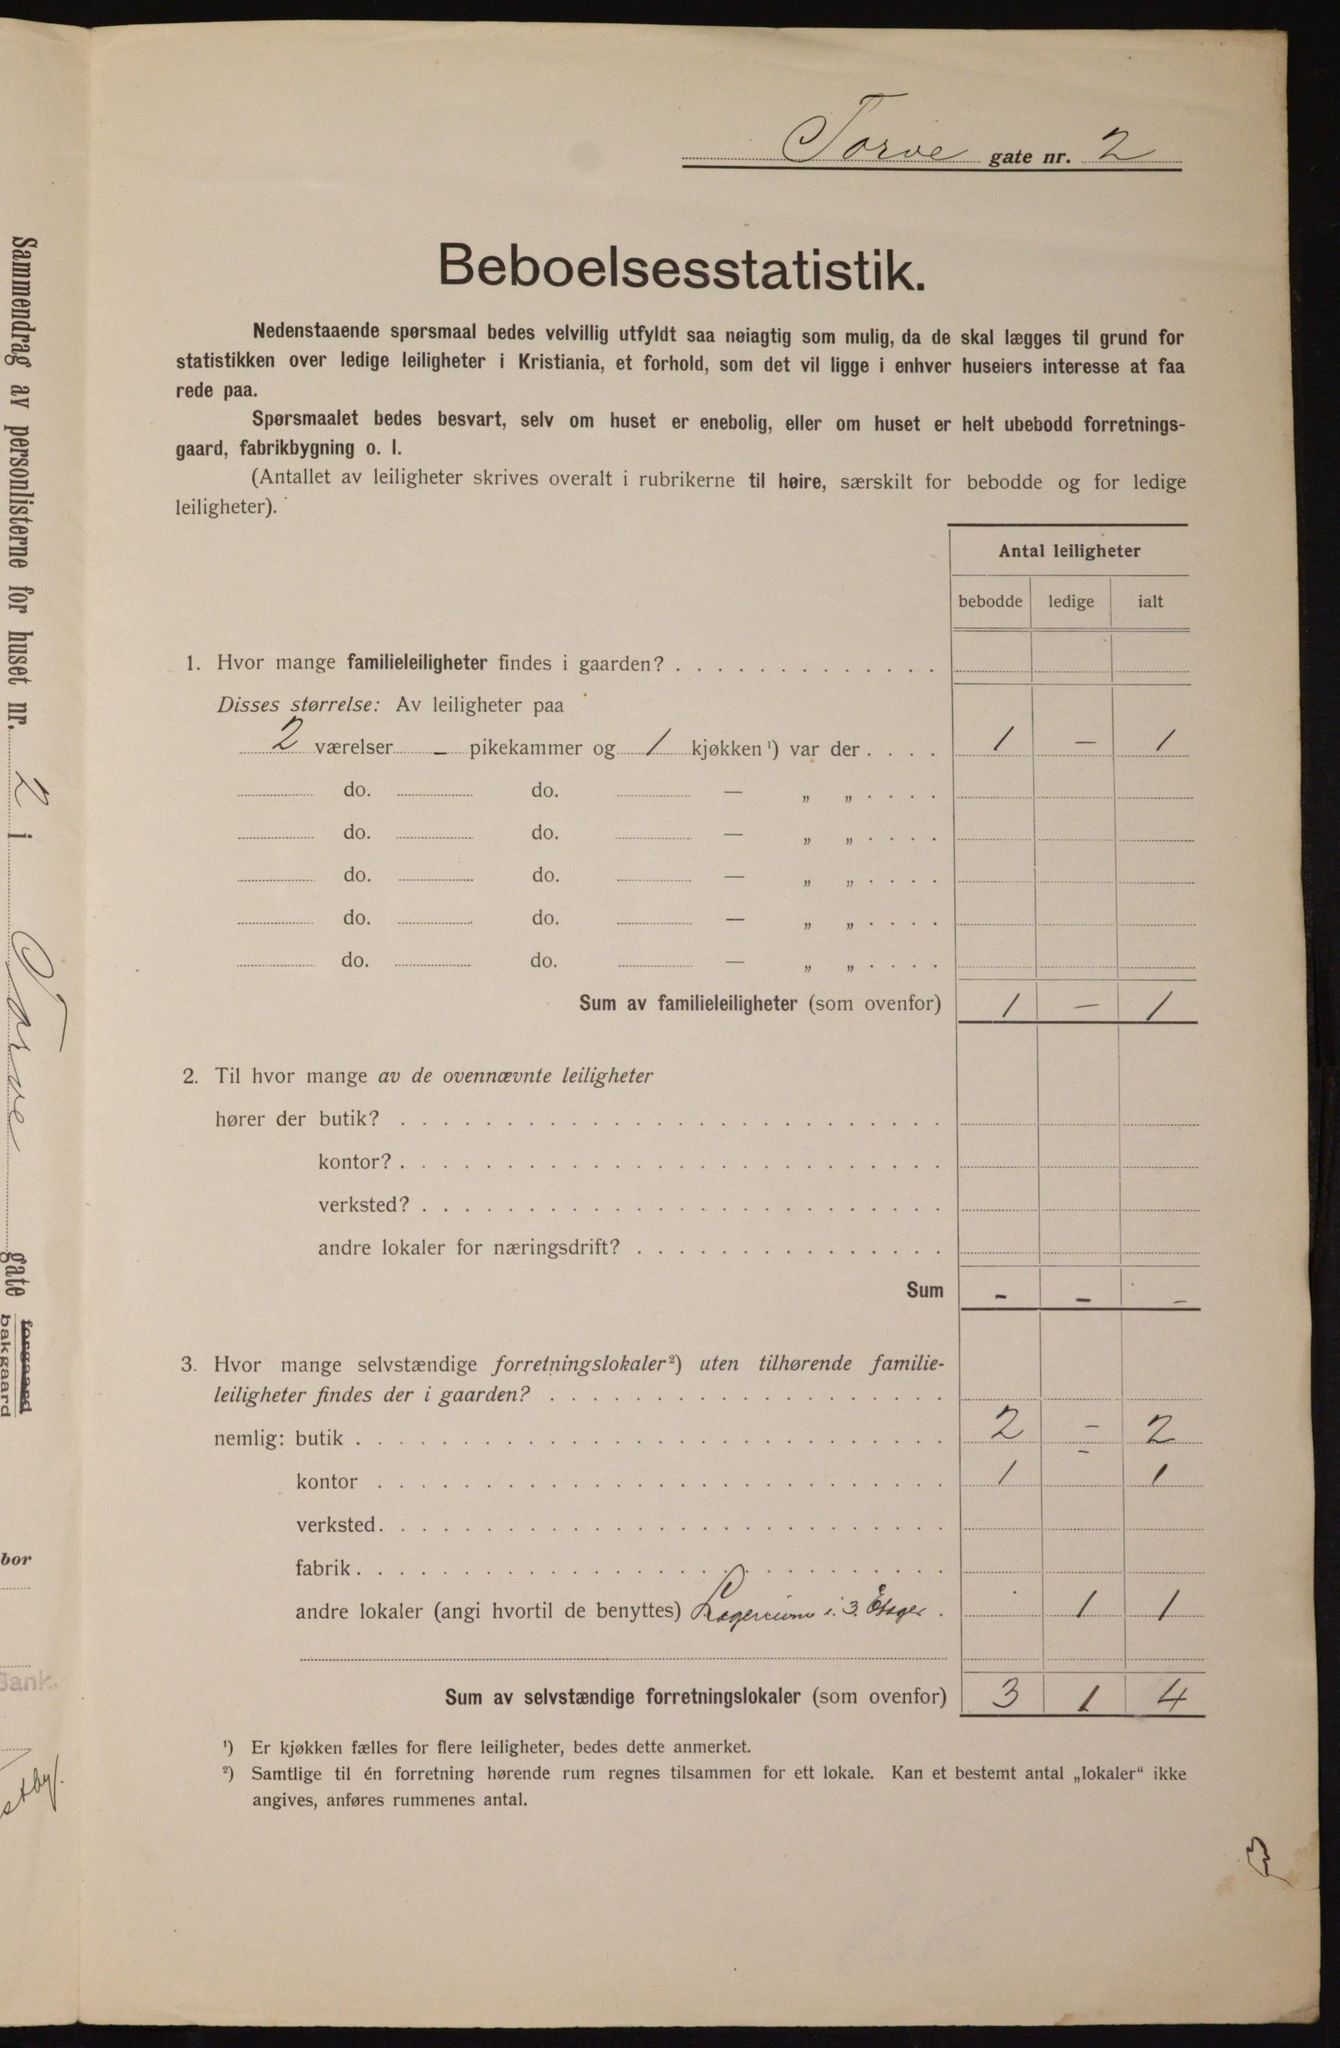 Torve gate nr. 2
Beboelsesstatistik.
Nedenstaaende spørsmaal bedes velvillig utfyldt saa nøiagtig som mulig, da de skal lægges til grund for
statistikken over ledige leiligheter i Kristiania, et forhold, som det vil ligge i enhver huseiers interesse at faa
rede paa.
Spørsmaalet bedes besvart, selv om huset er enebolig, eller om huset er helt ubebodd forretnings-
gaard, fabrikbygning o. l.
(Antallet av leiligheter skrives overalt i rubrikerne til høire, særskilt for bebodde og for ledige
leiligheter).
Antal leiligheter
bebodde ledige ialt
1. Hvor mange familieleiligheter findes i gaarden?
Disses størrelse: Av leiligheter paa
2 værelser - pikekammer og 1 kjøkken ¹) var der 1 - 1
do. do. — „ „
do. do. — „ „
do. do. — „ „
do. do. — „ „
do. do. — „ „
Sum av familieleiligheter (som ovenfor) 1 - 1
2. Til hvor mange av de ovennævnte leiligheter
hører der butik?
kontor?
verksted?
andre lokaler for næringsdrift?
Sum - - -
3. Hvor mange selvstændige forretningslokaler²) uten tilhørende familie-
leiligheter findes der i gaarden?
nemlig: butik 2 - 2
kontor 1 - 1
verksted
fabrik
andre lokaler (angi hvortil de benyttes) i 3. Etager 1 1
Sum av selvstændige forretningslokaler (som ovenfor) 3 1 4
¹) Er kjøkken fælles for flere leiligheter, bedes dette anmerket.
²) Samtlige til én forretning hørende rum regnes tilsammen for ett lokale. Kan et bestemt antal „lokaler“ ikke
angives, anføres rummenes antal.
Sammendrag av personlisterne for huset nr. 2 i Torve gate forgaard
bakgaard
bor
Bank.